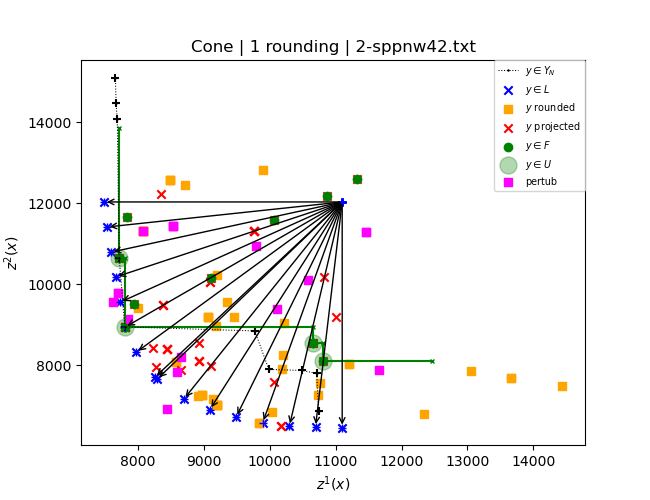 Cone | 1 rounding | 2-sppnw42.txt
z²(x)
14000
12000
10000
8000
8000
9000
10000
11000
12000
13000
14000
z¹(x)
y ∈ Y_N
y ∈ L
y rounded
y projected
y ∈ F
y ∈ U
pertub